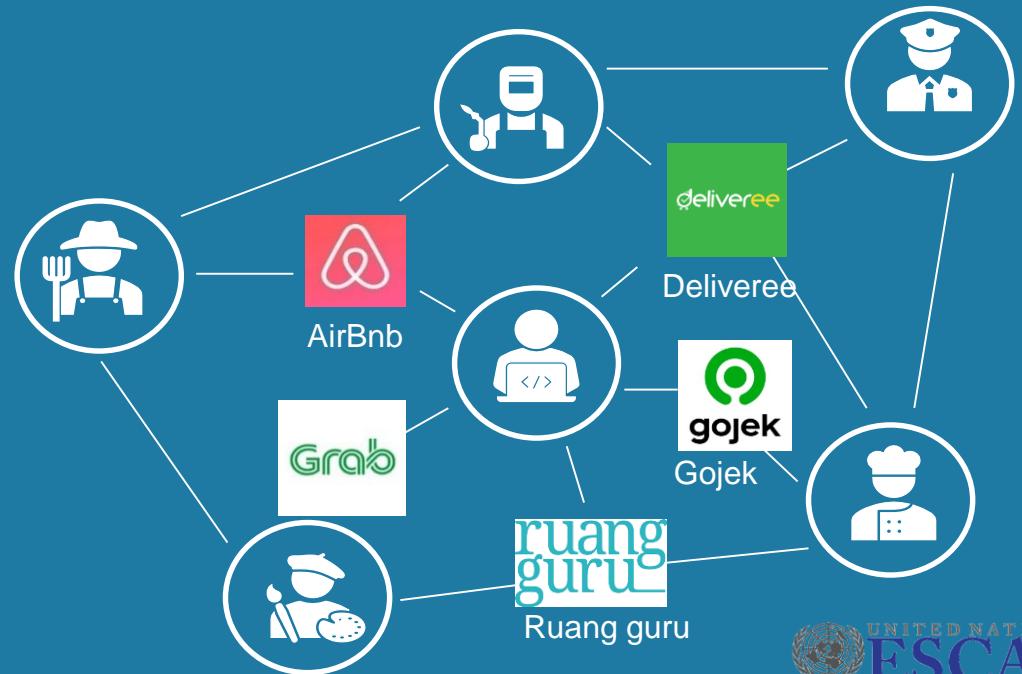 deliveree
Deliveree
AirBnb
</>
gojek
Gojek
Grab
ruang
guru
Ruang guru
UNITED NAT
ESCA